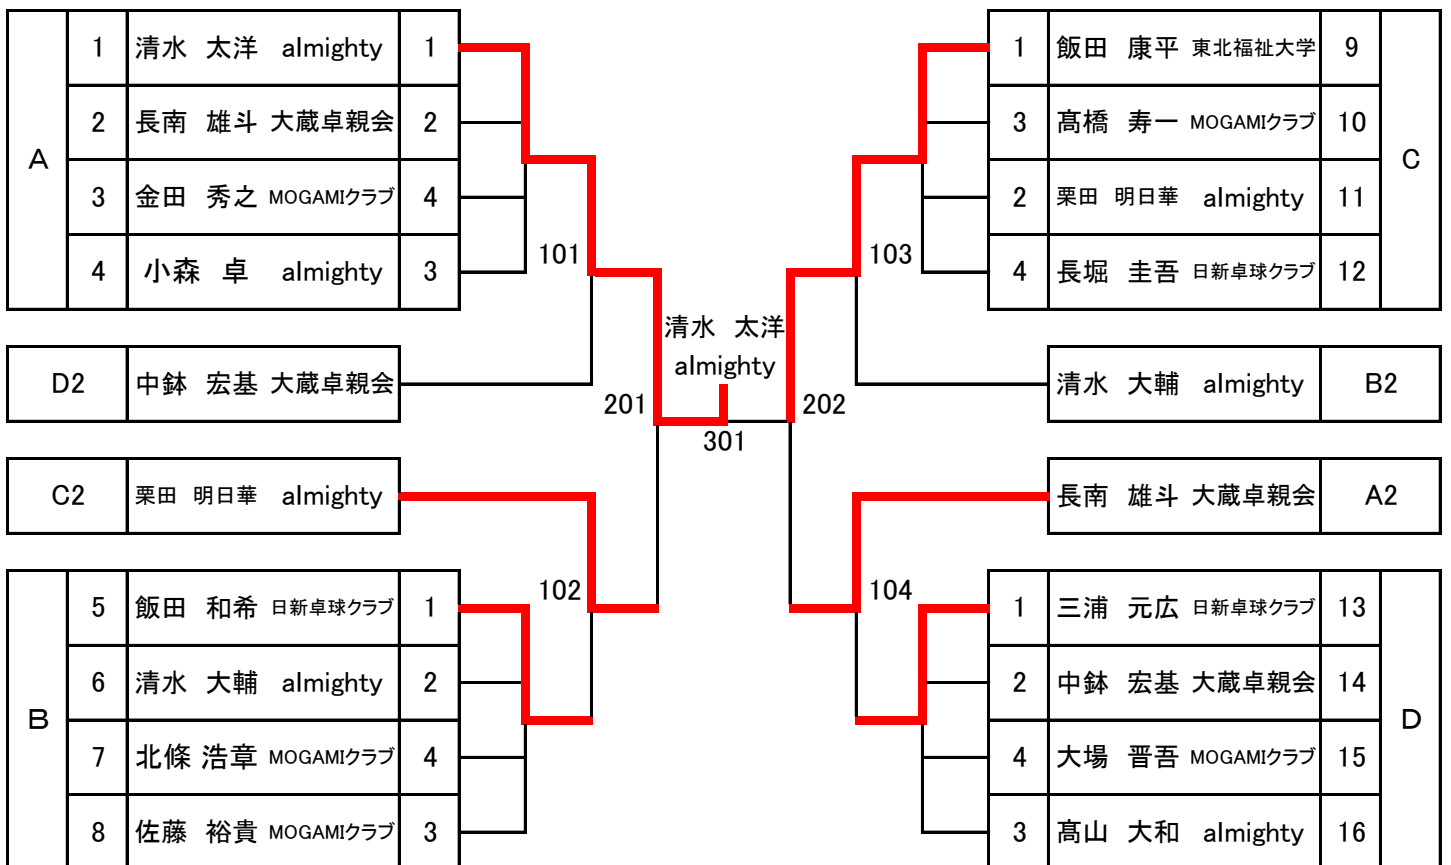 A
1 清水 太洋 almighty 1
2 長南 雄斗 大蔵卓親会 2
3 金田 秀之 MOGAMIクラブ 4
4 小森 卓 almighty 3
D2 中鉢 宏基 大蔵卓親会
C2 栗田 明日華 almighty
B
5 飯田 和希 日新卓球クラブ 1
6 清水 大輔 almighty 2
7 北條 浩章 MOGAMIクラブ 4
8 佐藤 裕貴 MOGAMIクラブ 3
101
102
201
清水 太洋
almighty
301
202
103
104
1 飯田 康平 東北福祉大学 9
3 髙橋 寿一 MOGAMIクラブ 10
2 栗田 明日華 almighty 11
4 長堀 圭吾 日新卓球クラブ 12
C
清水 大輔 almighty B2
長南 雄斗 大蔵卓親会 A2
1 三浦 元広 日新卓球クラブ 13
2 中鉢 宏基 大蔵卓親会 14
4 大場 晋吾 MOGAMIクラブ 15
3 髙山 大和 almighty 16
D